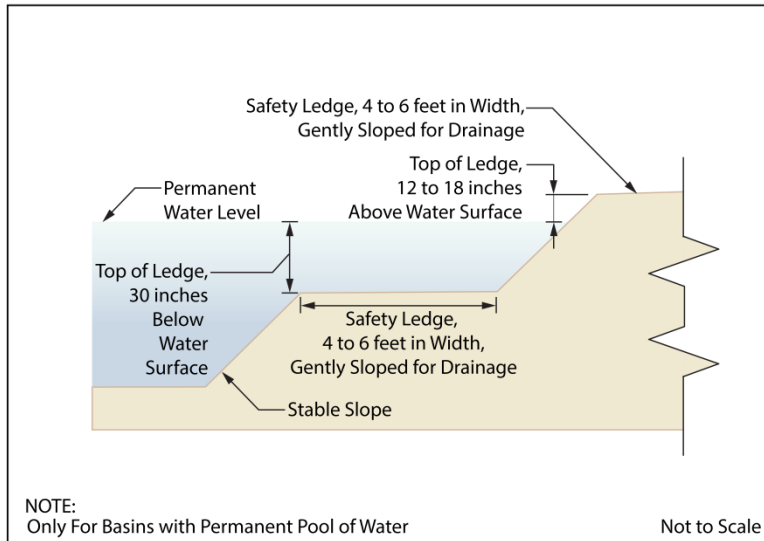 Safety Ledge, 4 to 6 feet in Width,
Gently Sloped for Drainage
Top of Ledge,
12 to 18 inches
Above Water Surface
Permanent
Water Level
Top of Ledge,
30 inches
Below
Water
Surface
Safety Ledge,
4 to 6 feet in Width,
Gently Sloped for Drainage
Stable Slope
NOTE:
Only For Basins with Permanent Pool of Water
Not to Scale